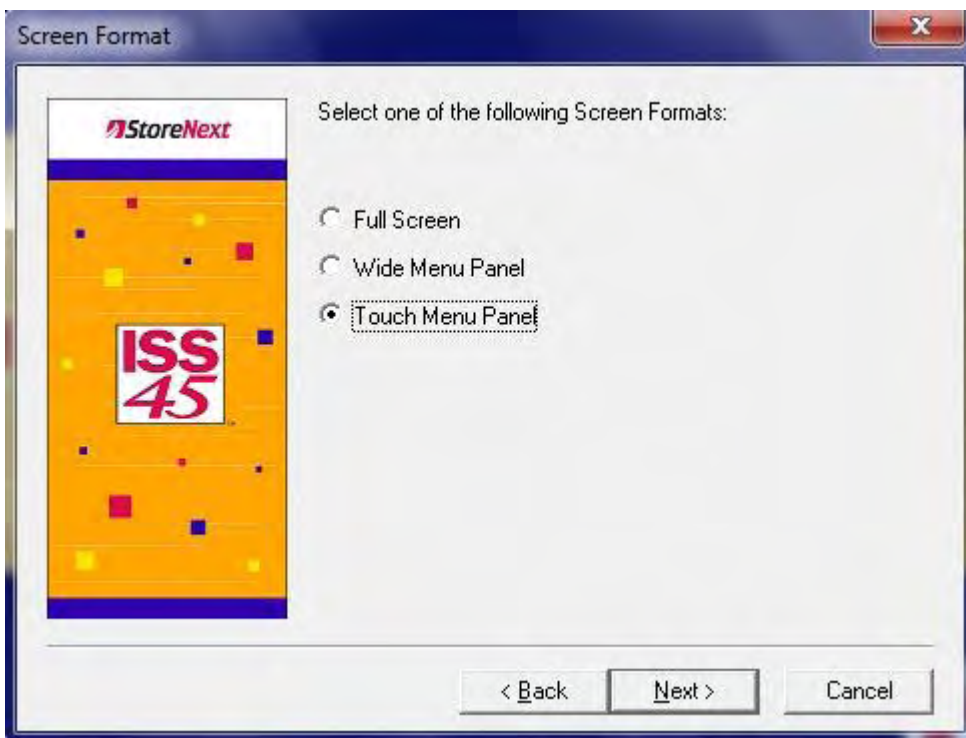 Screen Format
StoreNext
Select one of the following Screen Formats:
Full Screen
Wide Menu Panel
Touch Menu Panel
ISS
45
< Back
Next >
Cancel